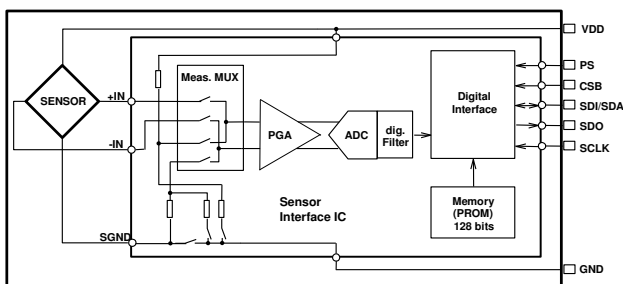 VDD
PS
CSB
SDI/SDA
SDO
SCLK
GND
Meas. MUX
SENSOR
+IN
-IN
SGND
PGA
ADC
dig.
Filter
Digital
Interface
Sensor
Interface IC
Memory
(PROM)
128 bits